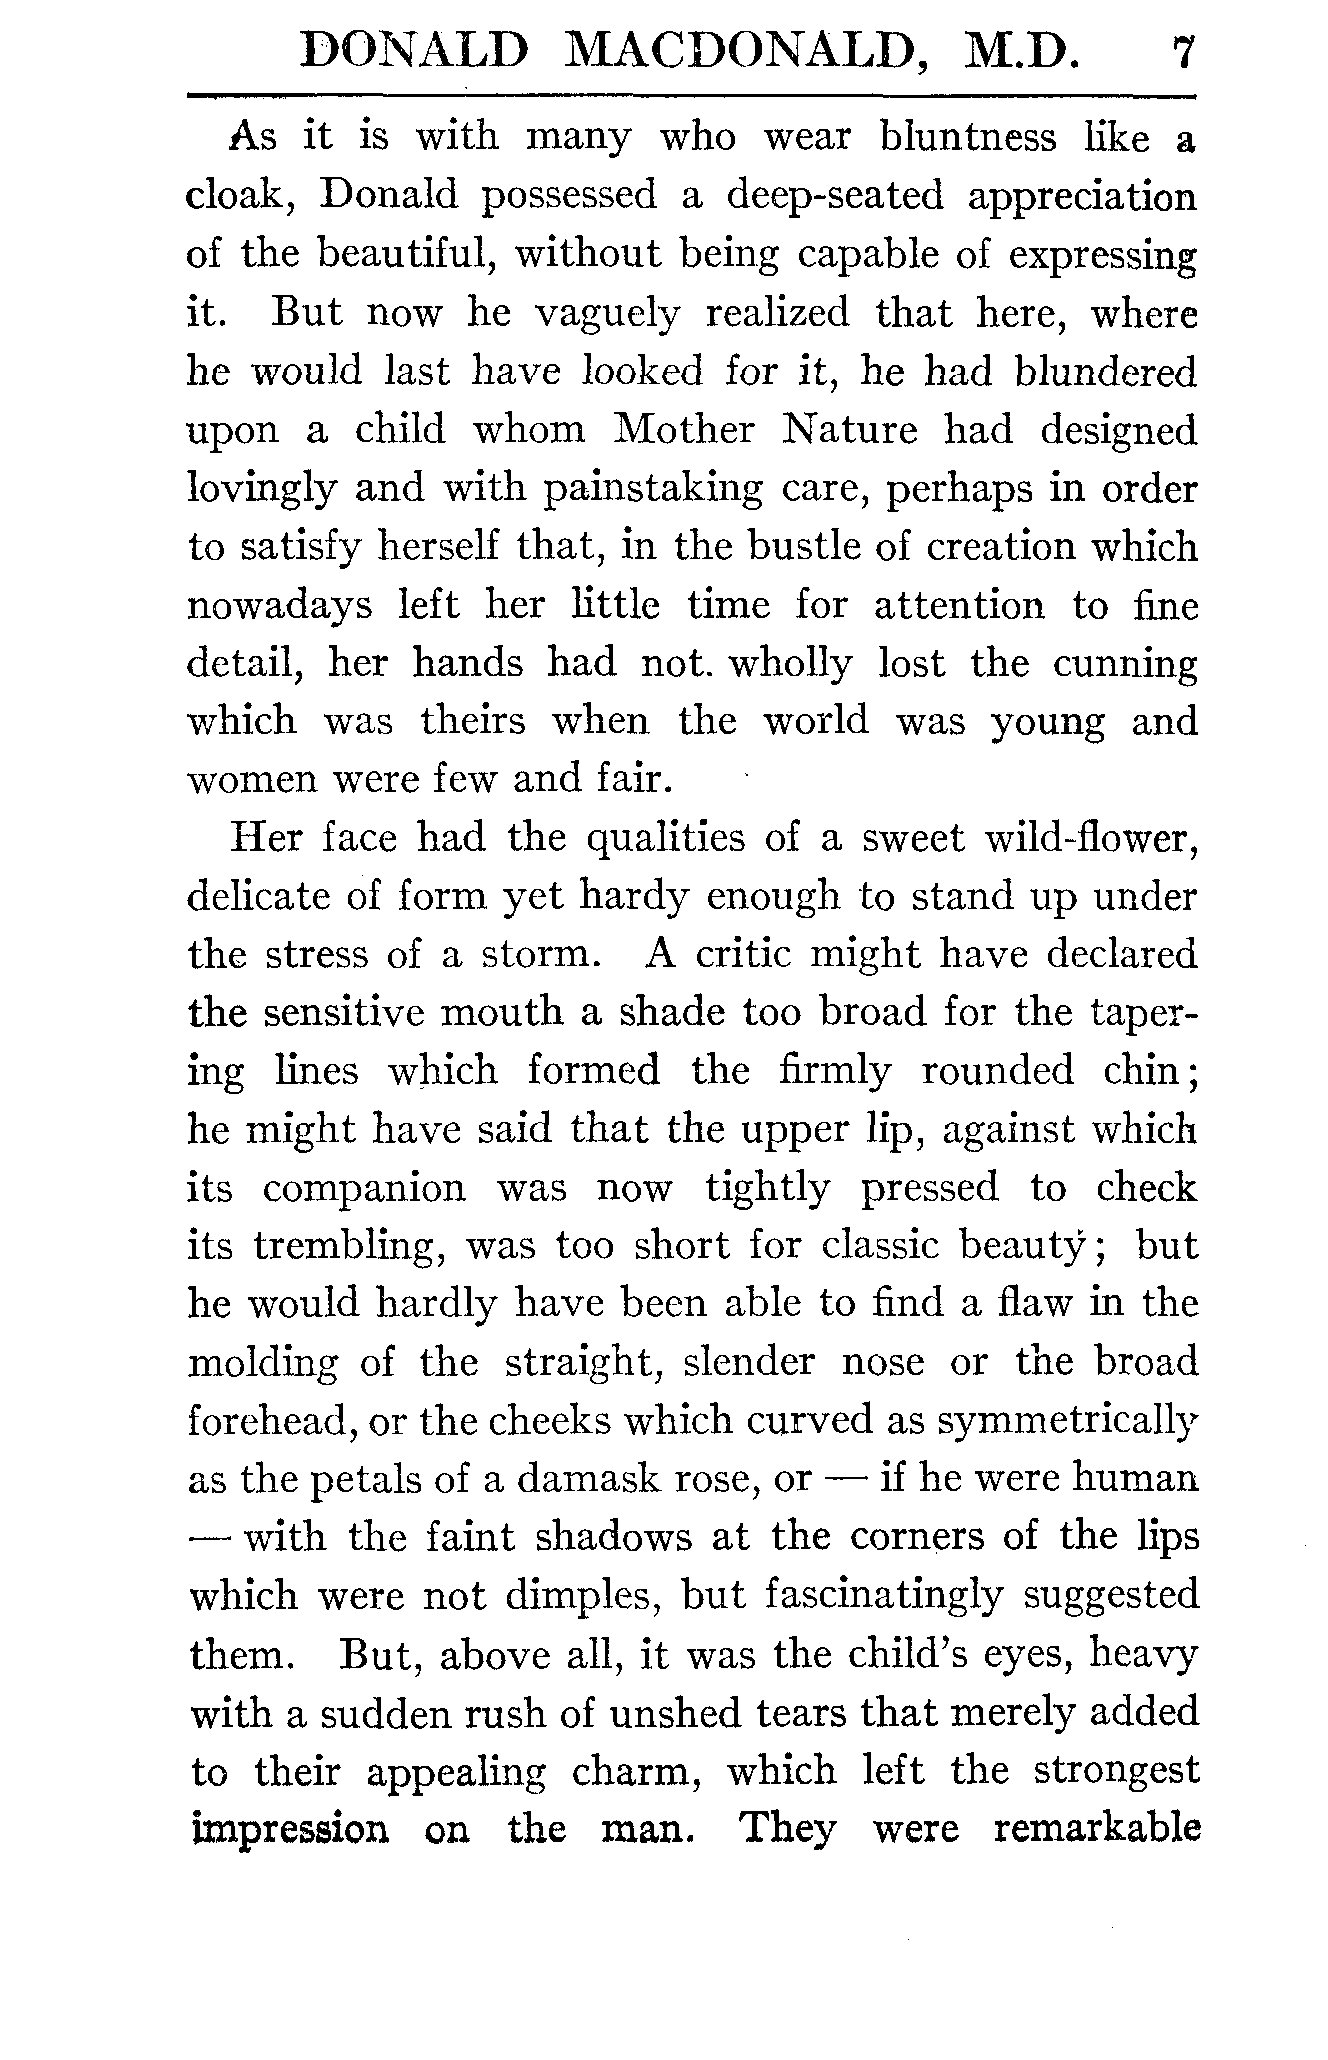 DONALD MACDONALD, M.D. 7
As it is with many who wear bluntness like a
cloak, Donald possessed a deep-seated appreciation
of the beautiful, without being capable of expressing
it. But now he vaguely realized that here, where
he would last have looked for it, he had blundered
upon a child whom Mother Nature had designed
lovingly and with painstaking care, perhaps in order
to satisfy herself that, in the bustle of creation which
nowadays left her little time for attention to fine
detail, her hands had not. wholly lost the cunning
which was theirs when the world was young and
women were few and fair.
Her face had the qualities of a sweet wild-flower,
delicate of form yet hardy enough to stand up under
the stress of a storm. A critic might have declared
the sensitive mouth a shade too broad for the taper-
ing lines which formed the firmly rounded chin;
he might have said that the upper lip, against which
its companion was now tightly pressed to check
its trembling, was too short for classic beauty; but
he would hardly have been able to find a flaw in the
molding of the straight, slender nose or the broad
forehead, or the cheeks which curved as symmetrically
as the petals of a damask rose, or — if he were human
— with the faint shadows at the corners of the lips
which were not dimples, but fascinatingly suggested
them. But, above all, it was the child's eyes, heavy
with a sudden rush of unshed tears that merely added
to their appealing charm, which left the strongest
impression on the man. They were remarkable